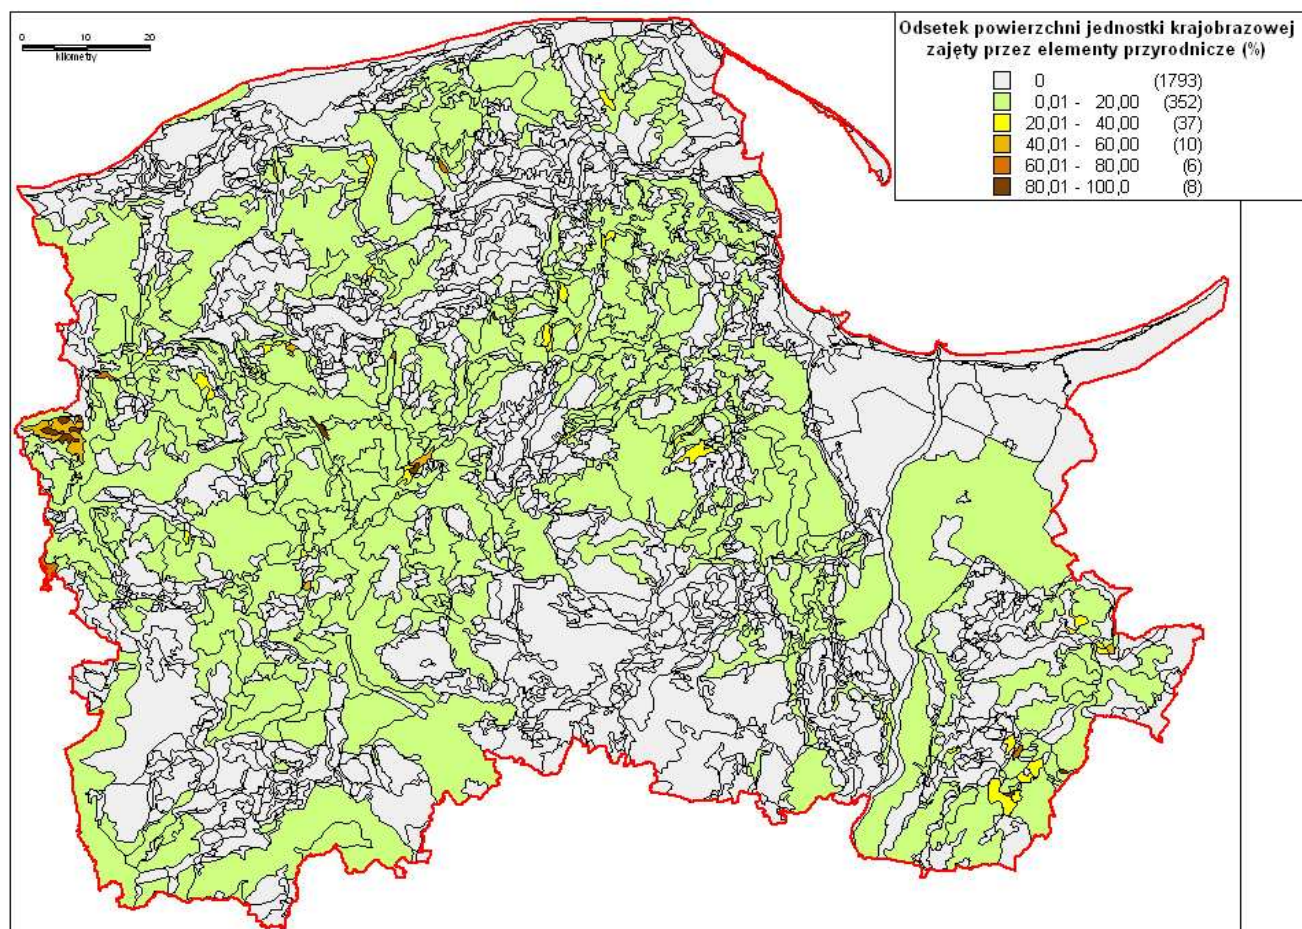 Odsetek powierzchni jednostki krajobrazowej
zajęty przez elementy przyrodnicze (%)
0 10 20
kilometry
0 (1793)
0,01 - 20,00 (352)
20,01 - 40,00 (37)
40,01 - 60,00 (10)
60,01 - 80,00 (6)
80,01 - 100,0 (8)